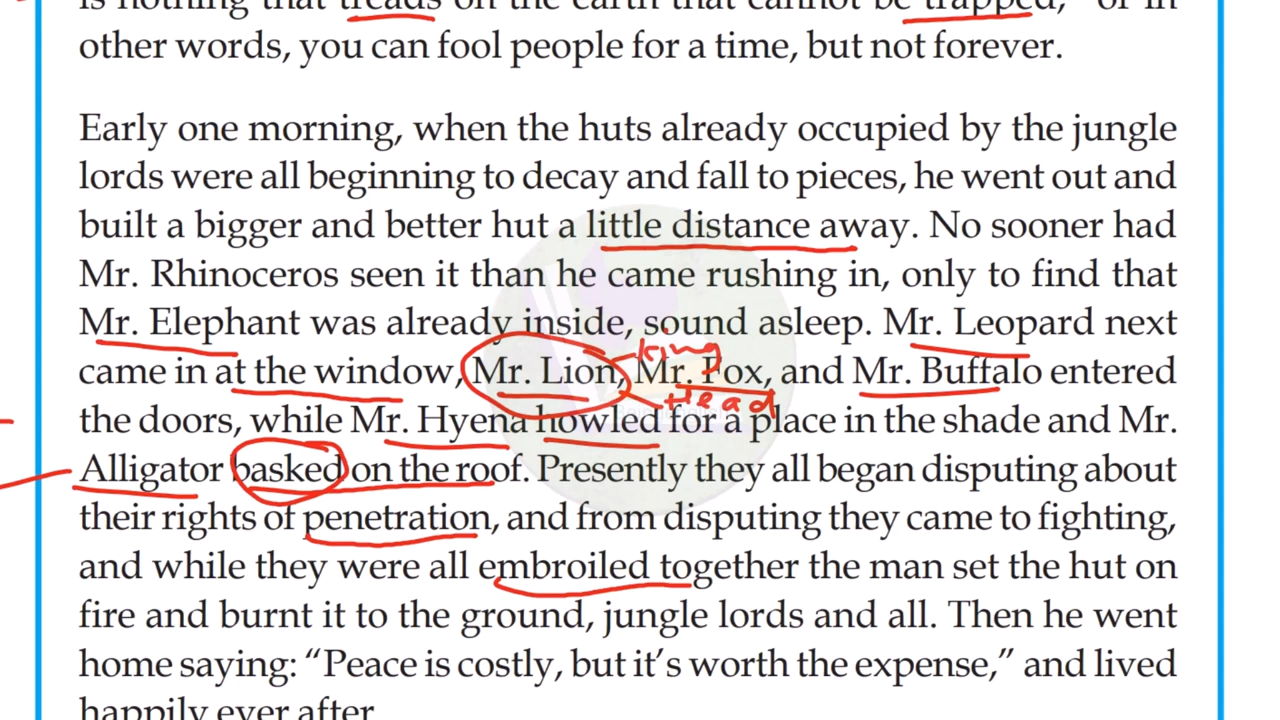 is nothing that treads on the earth that cannot be trapped," or in
other words, you can fool people for a time, but not forever.
Early one morning, when the huts already occupied by the jungle
lords were all beginning to decay and fall to pieces, he went out and
built a bigger and better hut a little distance away. No sooner had
Mr. Rhinoceros seen it than he came rushing in, only to find that
Mr. Elephant was already inside, sound asleep. Mr. Leopard next
king
came in at the window, Mr. Lion, Mr. Fox, and Mr. Buffalo entered
Head
the doors, while Mr. Hyena howled for a place in the shade and Mr.
Alligator basked on the roof. Presently they all began disputing about
their rights of penetration, and from disputing they came to fighting,
and while they were all embroiled together the man set the hut on
fire and burnt it to the ground, jungle lords and all. Then he went
home saying: “Peace is costly, but it’s worth the expense,” and lived
happily ever after